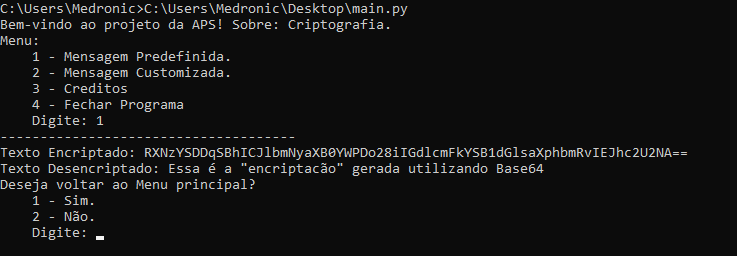 C:\Users\Medronic>C:\Users\Medronic\Desktop\main.py
Bem-vindo ao projeto da APS! Sobre: Criptografia.
Menu:
1 - Mensagem Predefinida.
2 - Mensagem Customizada.
3 - Creditos
4 - Fechar Programa
Digite: 1
-------------------------------------
Texto Encriptado: RXNzYSDDqSBhICJlbmNyaXB0YWPDo28iIGdlcmFkYSB1dGlsaXphbmRvIEJhc2U2NA==
Texto Desencriptado: Essa é a "encriptacão" gerada utilizando Base64
Deseja voltar ao Menu principal?
1 - Sim.
2 - Não.
Digite: